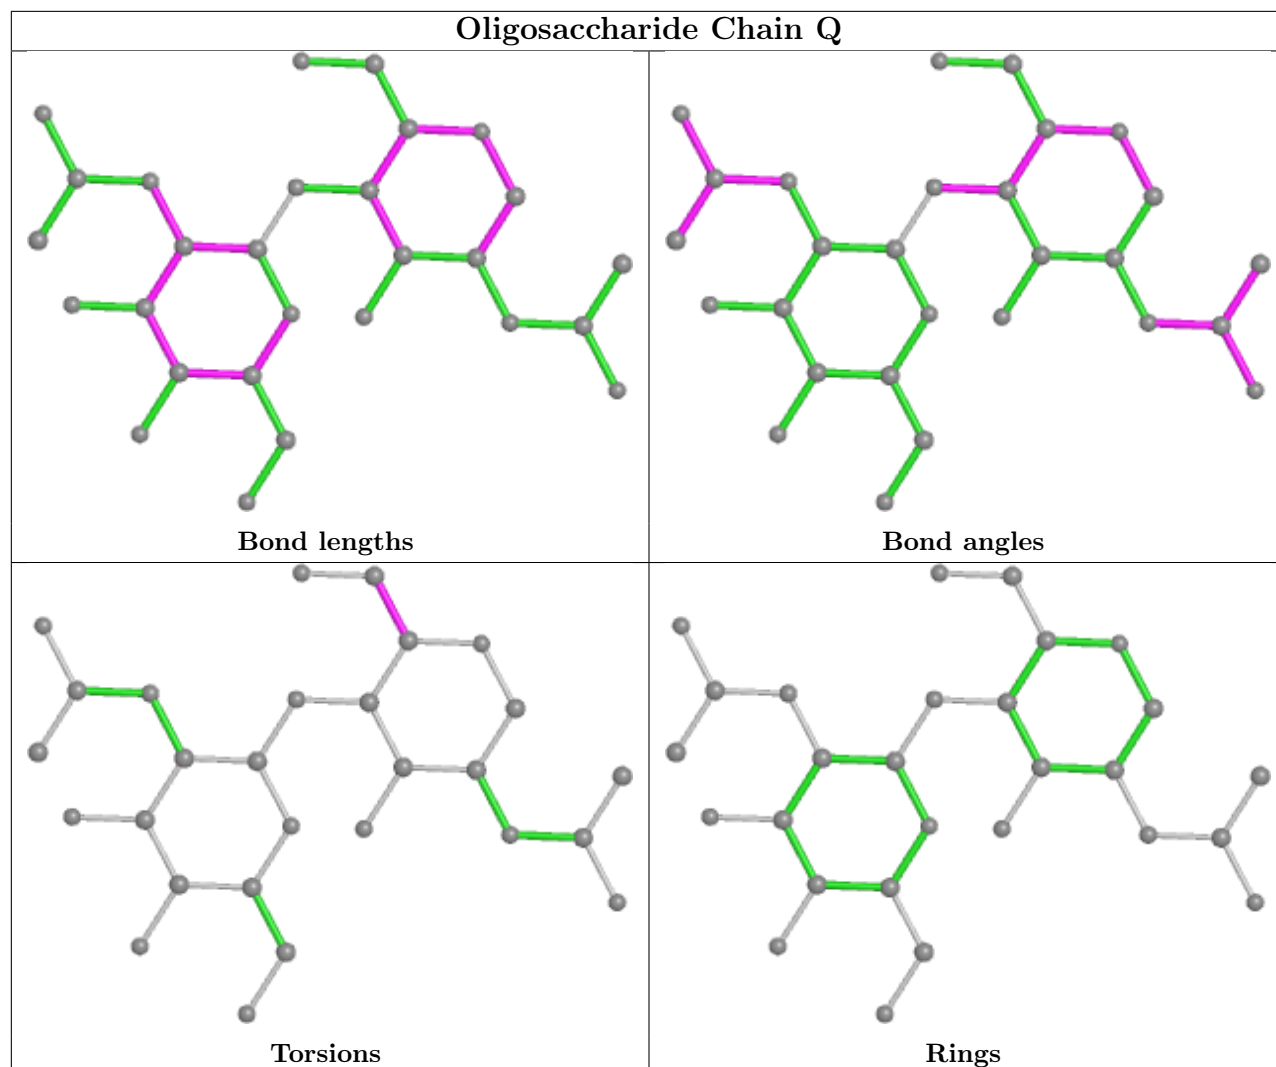 Oligosaccharide Chain Q
Bond lengths
Bond angles
Torsions
Rings